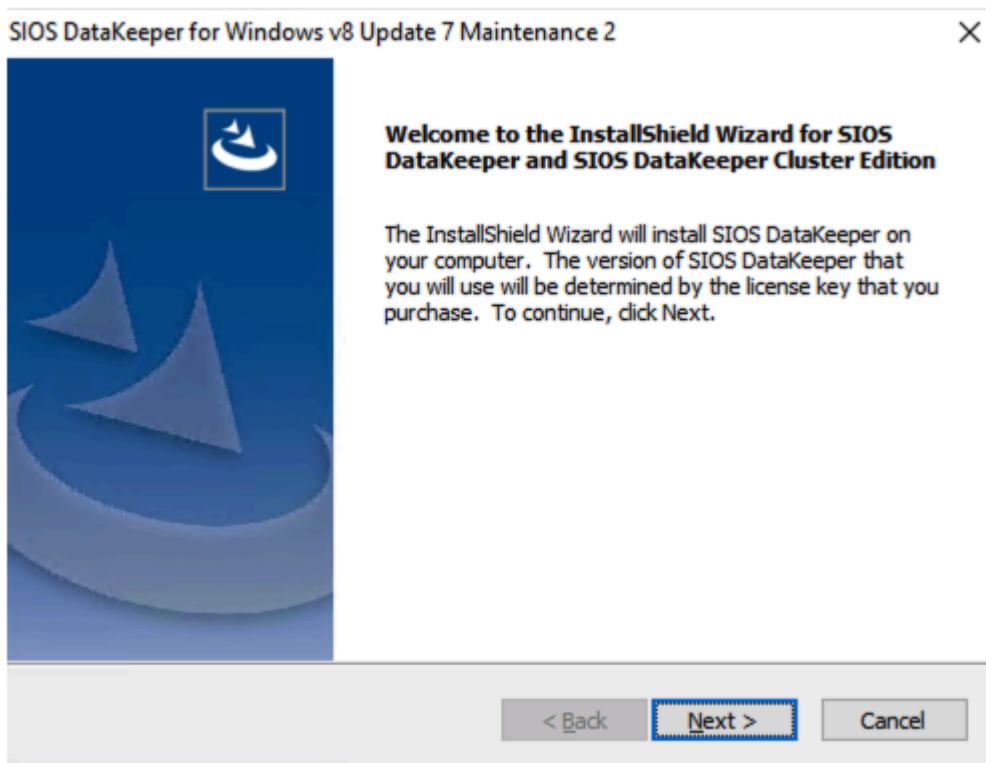 SIOS DataKeeper for Windows v8 Update 7 Maintenance 2
Welcome to the InstallShield Wizard for SIOS
DataKeeper and SIOS DataKeeper Cluster Edition
The InstallShield Wizard will install SIOS DataKeeper on
your computer. The version of SIOS DataKeeper that
you will use will be determined by the license key that you
purchase. To continue, click Next.
< Back Next > Cancel